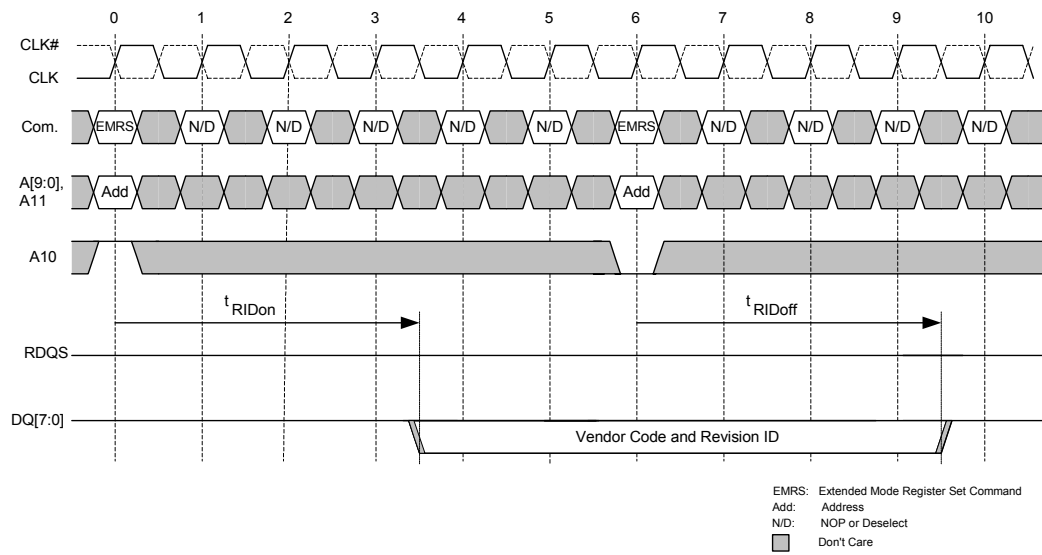 0 1 2 3 4 5 6 7 8 9 10
CLK#
CLK
Com. EMRS N/D N/D N/D N/D N/D EMRS N/D N/D N/D N/D
A[9:0],
A11
Add Add
A10
tRIDon tRIDoff
RDQS
DQ[7:0]
Vendor Code and Revision ID
EMRS: Extended Mode Register Set Command
Add: Address
N/D: NOP or Deselect
Don't Care